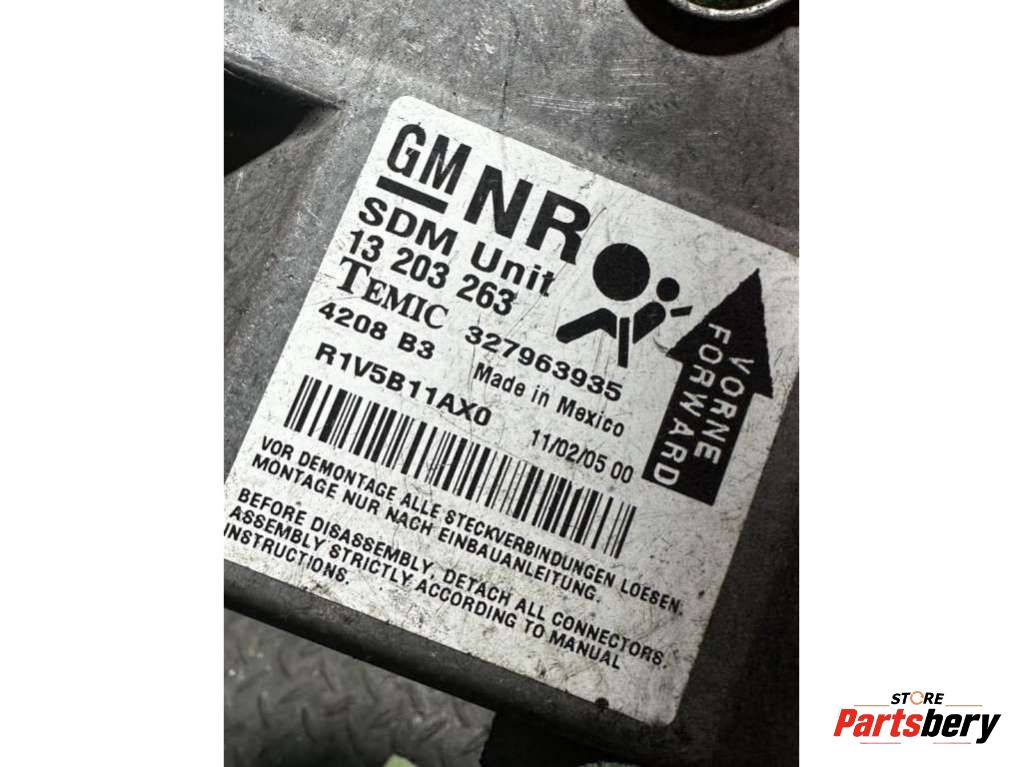 GM NR
SDM Unit
13 203 263
TEMIC 327963935
4208 B3 Made in Mexico
R1V5B11AX0 11/02/05 00
VORNE
FORWARD
VOR DEMONTAGE ALLE STECKVERBINDUNGEN LOESEN.
MONTAGE NUR NACH EINBAUANLEITUNG.
BEFORE DISASSEMBLY, DETACH ALL CONNECTORS.
ASSEMBLY STRICTLY ACCORDING TO MANUAL
INSTRUCTIONS.
STORE
Partsbery